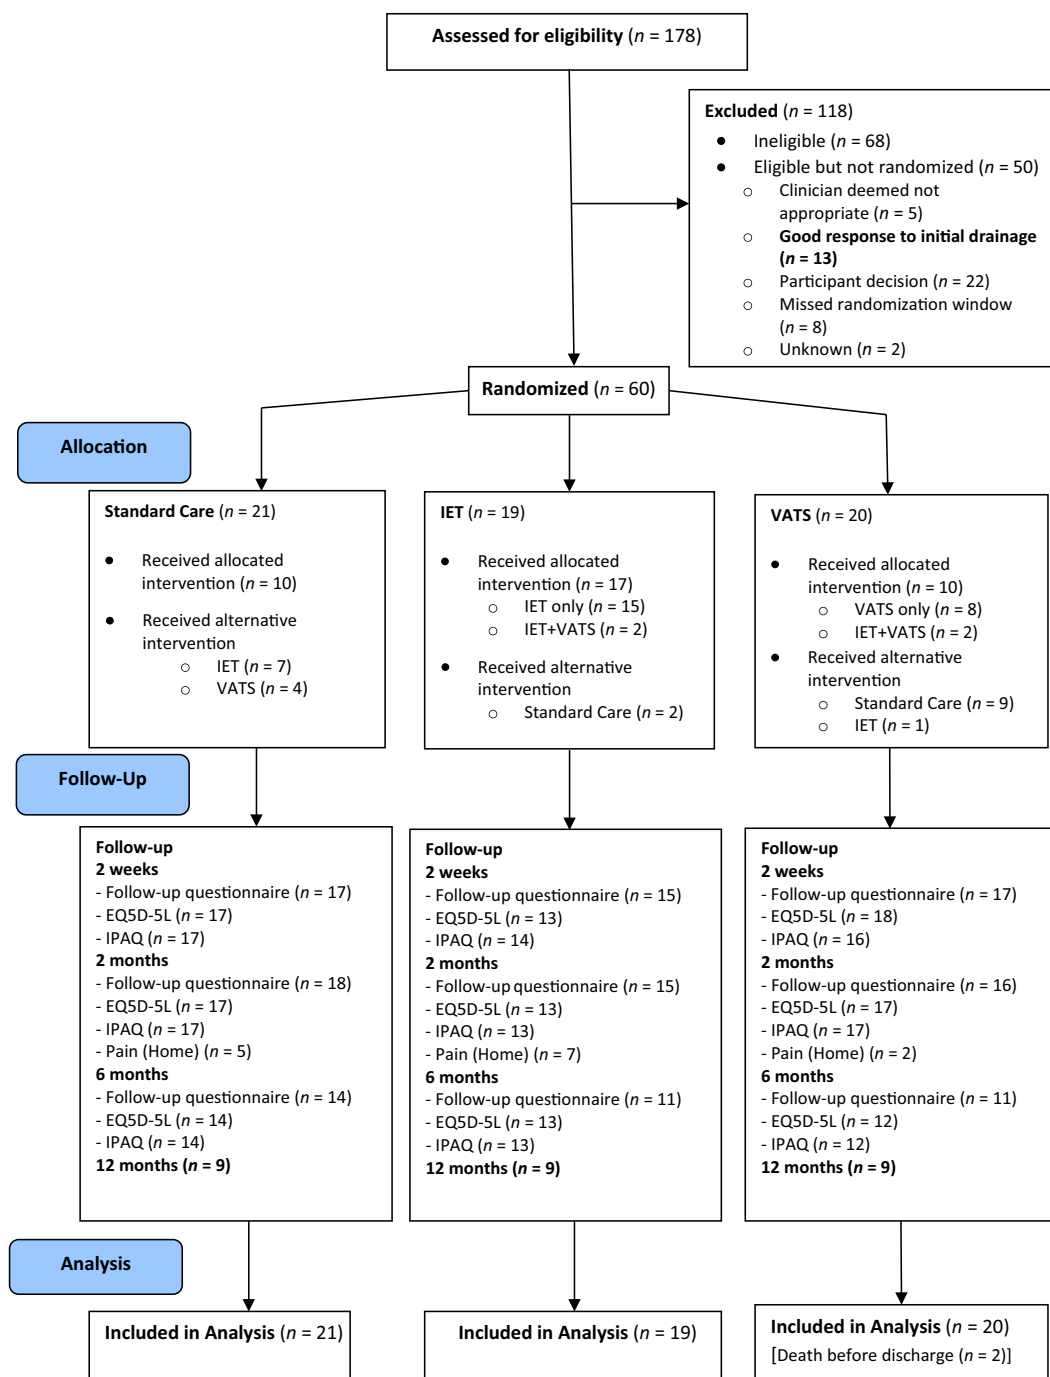 Assessed for eligibility (n = 178)
Excluded (n = 118)
● Ineligible (n = 68)
● Eligible but not randomized (n = 50)
○ Clinician deemed not
appropriate (n = 5)
○ Good response to initial drainage
(n = 13)
○ Participant decision (n = 22)
○ Missed randomization window
(n = 8)
○ Unknown (n = 2)
Randomized (n = 60)
Allocation
Standard Care (n = 21)
● Received allocated
intervention (n = 10)
● Received alternative
intervention
○ IET (n = 7)
○ VATS (n = 4)
IET (n = 19)
● Received allocated
intervention (n = 17)
○ IET only (n = 15)
○ IET+VATS (n = 2)
● Received alternative
intervention
○ Standard Care (n = 2)
VATS (n = 20)
● Received allocated
intervention (n = 10)
○ VATS only (n = 8)
○ IET+VATS (n = 2)
● Received alternative
intervention
○ Standard Care (n = 9)
○ IET (n = 1)
Follow-Up
Follow-up
2 weeks
- Follow-up questionnaire (n = 17)
- EQ5D-5L (n = 17)
- IPAQ (n = 17)
2 months
- Follow-up questionnaire (n = 18)
- EQ5D-5L (n = 17)
- IPAQ (n = 17)
- Pain (Home) (n = 5)
6 months
- Follow-up questionnaire (n = 14)
- EQ5D-5L (n = 14)
- IPAQ (n = 14)
12 months (n = 9)
Follow-up
2 weeks
- Follow-up questionnaire (n = 15)
- EQ5D-5L (n = 13)
- IPAQ (n = 14)
2 months
- Follow-up questionnaire (n = 15)
- EQ5D-5L (n = 13)
- IPAQ (n = 13)
- Pain (Home) (n = 7)
6 months
- Follow-up questionnaire (n = 11)
- EQ5D-5L (n = 13)
- IPAQ (n = 13)
12 months (n = 9)
Follow-up
2 weeks
- Follow-up questionnaire (n = 17)
- EQ5D-5L (n = 18)
- IPAQ (n = 16)
2 months
- Follow-up questionnaire (n = 16)
- EQ5D-5L (n = 17)
- IPAQ (n = 17)
- Pain (Home) (n = 2)
6 months
- Follow-up questionnaire (n = 11)
- EQ5D-5L (n = 12)
- IPAQ (n = 12)
12 months (n = 9)
Analysis
Included in Analysis (n = 21)
Included in Analysis (n = 19)
Included in Analysis (n = 20)
[Death before discharge (n = 2)]